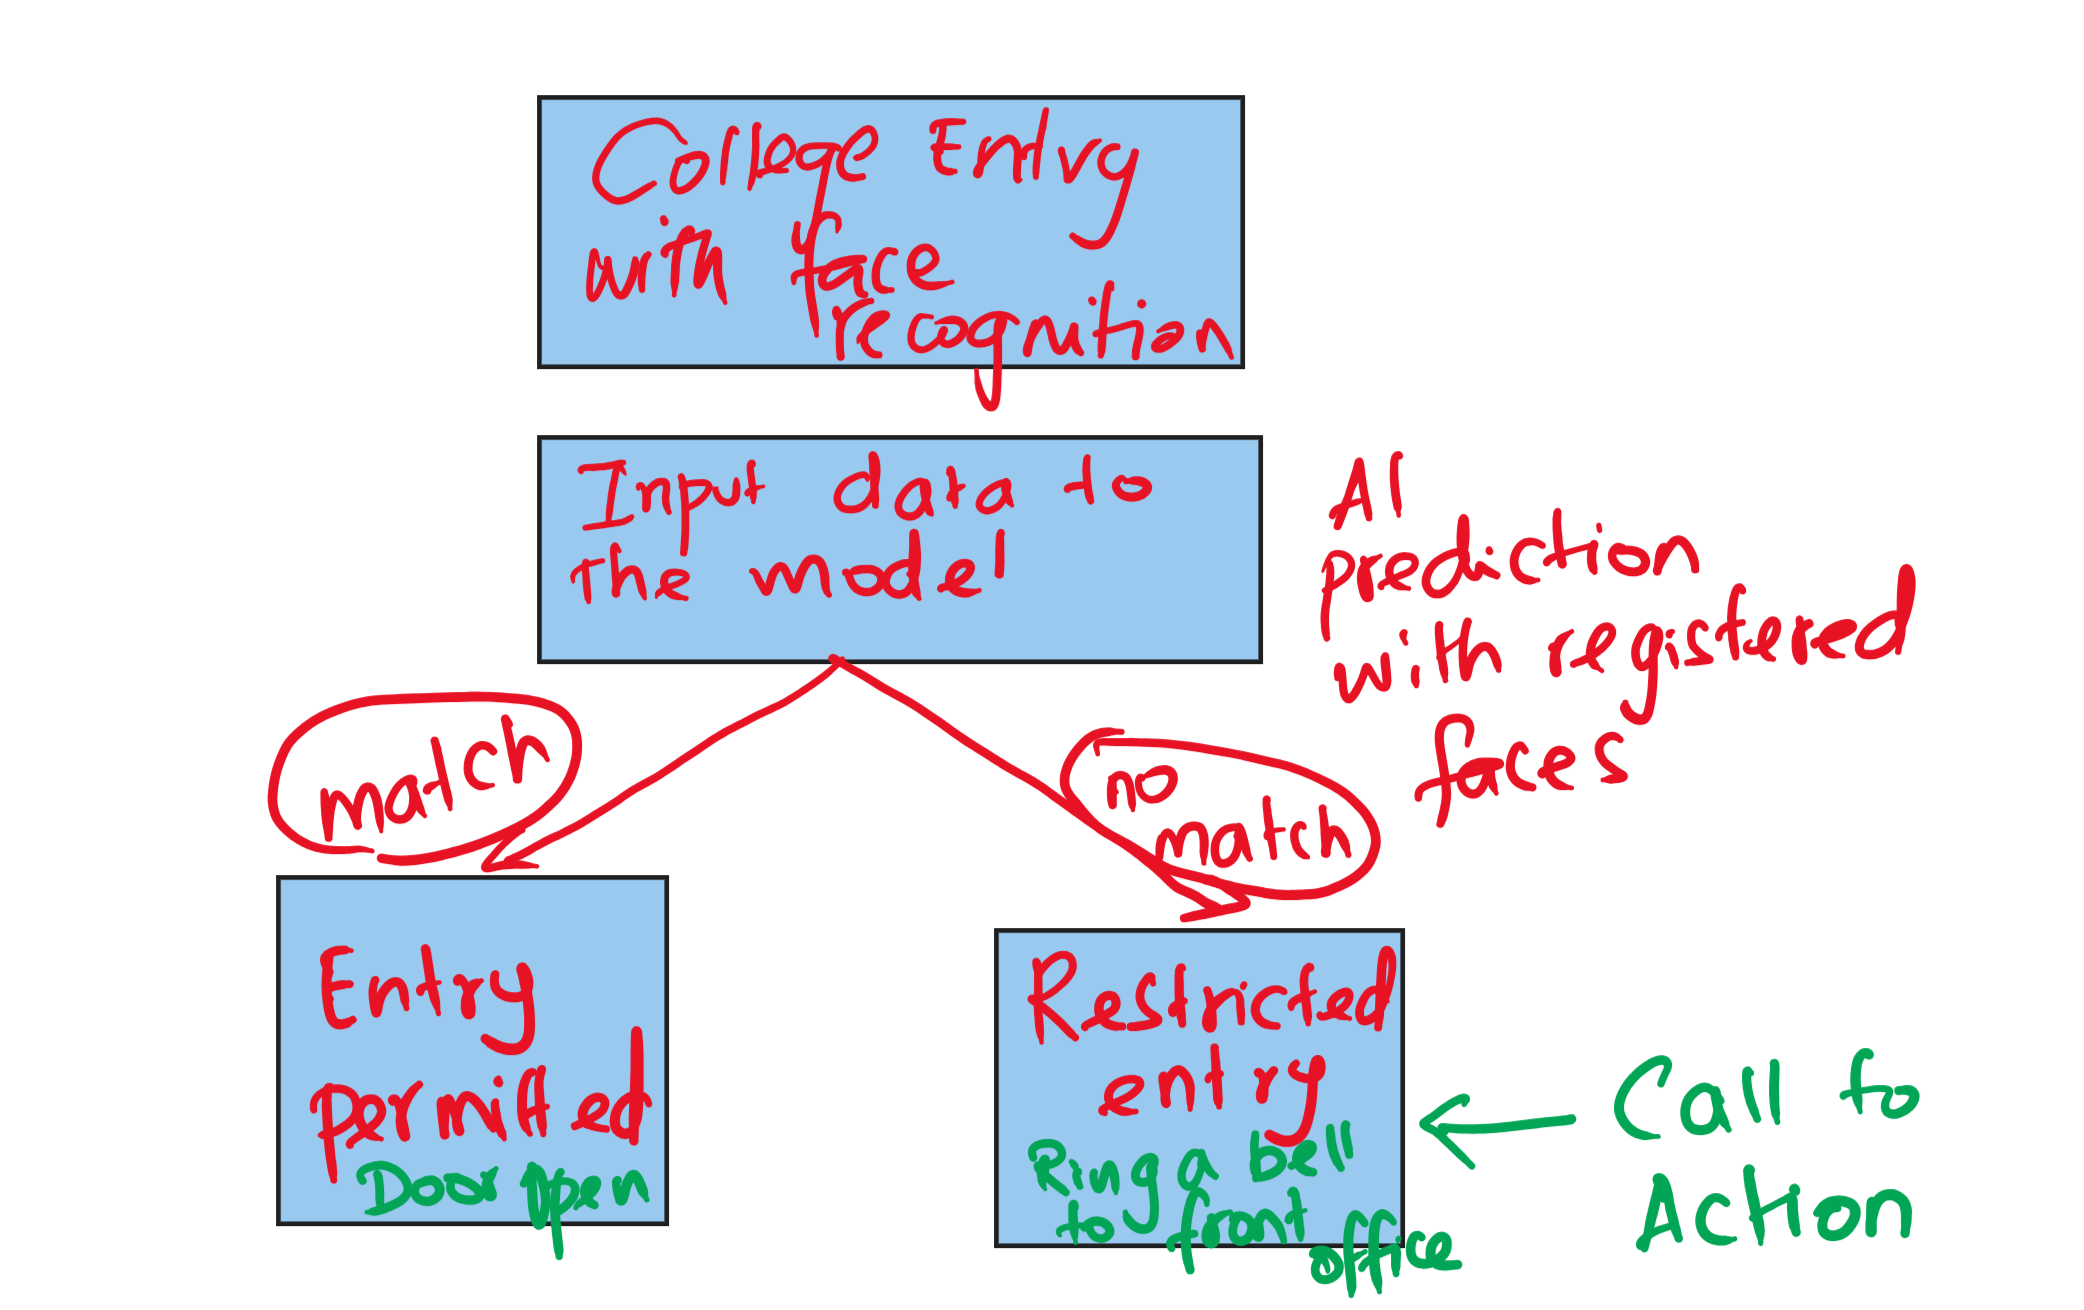 College Entry
with face
recognition
Input data to
the model
AI
prediction
with registered
faces
match
no
match
Entry
permitted
Door open
Restricted
entry
Ring a bell
to front
office
Call to
Action